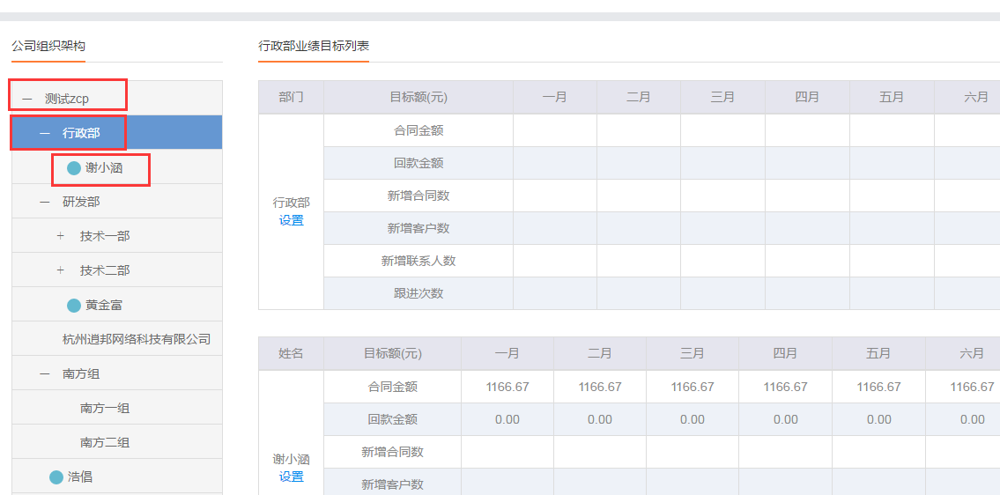 公司组织架构
测试zcp
行政部
谢小涵
研发部
技术一部
技术二部
黄金富
杭州逍邦网络科技有限公司
南方组
南方一组
南方二组
浩倡
行政部业绩目标列表
部门 目标额(元) 一月 二月 三月 四月 五月 六月
行政部
设置
合同金额
回款金额
新增合同数
新增客户数
新增联系人数
跟进次数
姓名 目标额(元) 一月 二月 三月 四月 五月 六月
谢小涵
设置
合同金额 1166.67 1166.67 1166.67 1166.67 1166.67 1166.67
回款金额 0.00 0.00 0.00 0.00 0.00 0.00
新增合同数
新增客户数